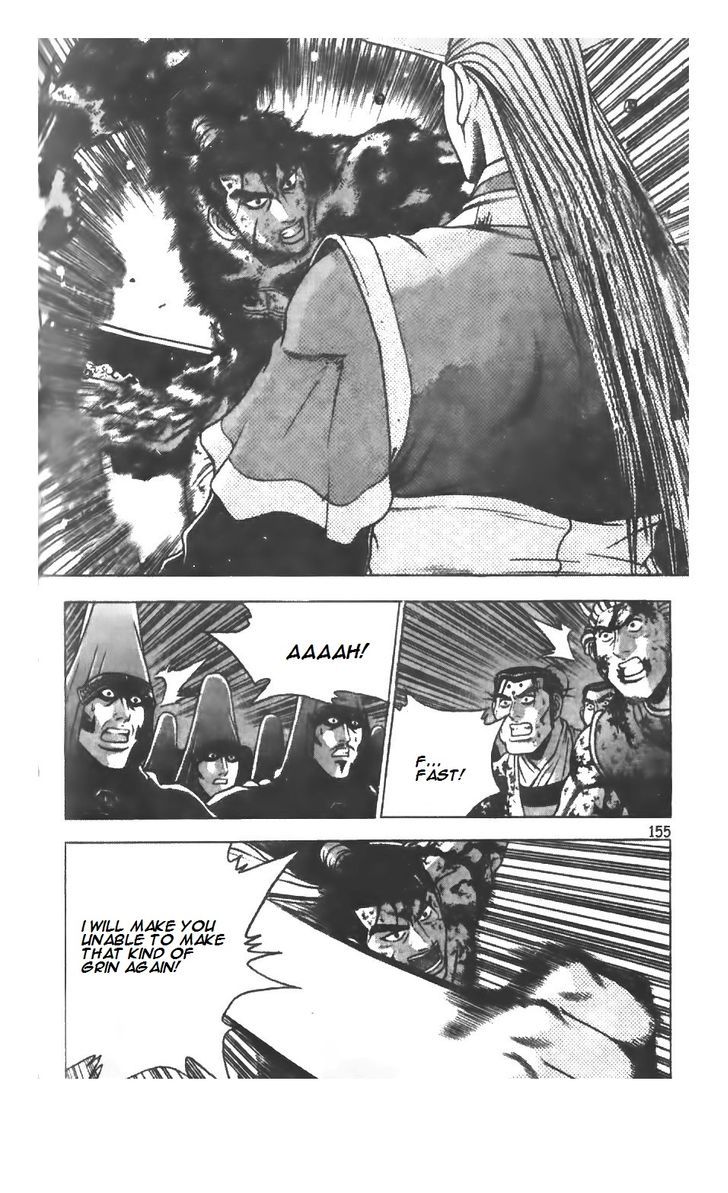 AAAAH!
F...
FAST!
155
I WILL MAKE YOU
UNABLE TO MAKE
THAT KIND OF
GRIN AGAIN!